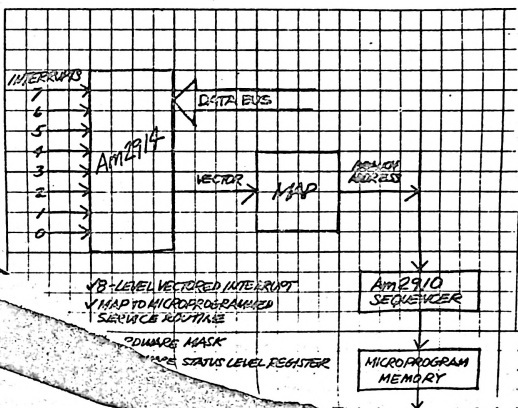 INTERRUPTS
7
6
5
4
3
2
1
0
Am2914
DATA BUS
VECTOR
MAP
ADDRESS
Am2910
SEQUENCER
✓8-LEVEL VECTORED INTERRUPT
✓MAP TO MICROPROGRAMMED
SERVICE ROUTINE
DWARE MASK
STATUS LEVEL REGISTER
MICROPROGRAM
MEMORY